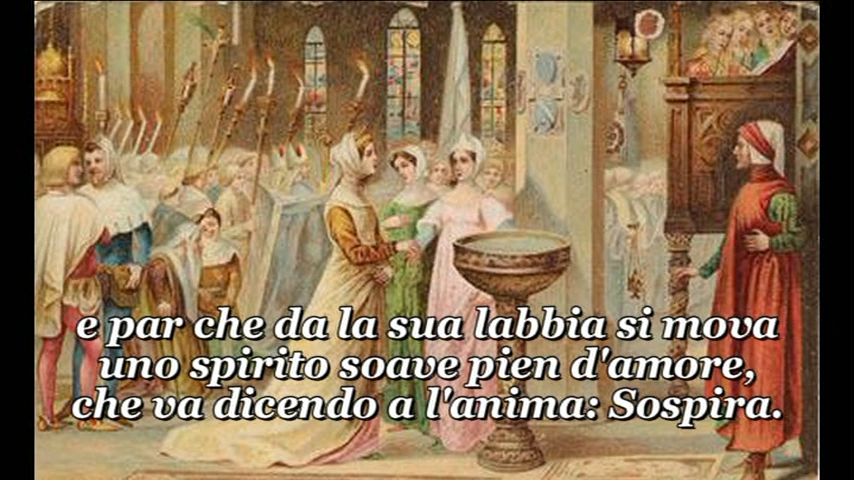 e par che da la sua labbia si mova
uno spirito soave pien d'amore,
che va dicendo a l'anima: Sospira.